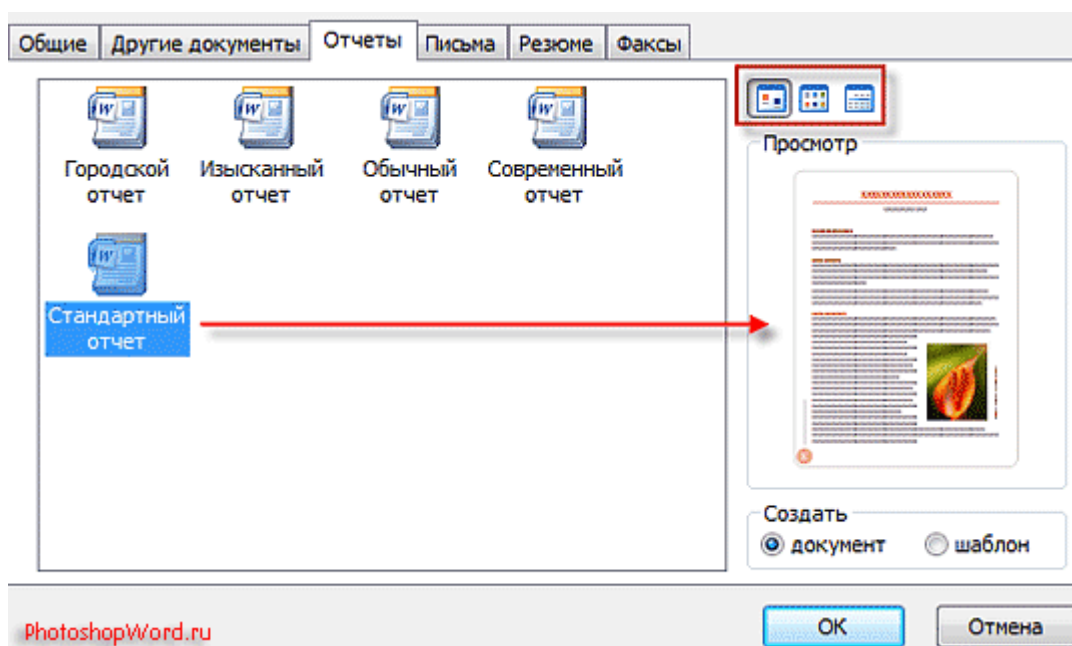 Общие Другие документы Отчеты Письма Резюме Факсы
Просмотр
Городской Изысканный Обычный Современный
отчет отчет отчет отчет
Стандартный
отчет
Создать
документ шаблон
PhotoshopWord.ru
OK Отмена